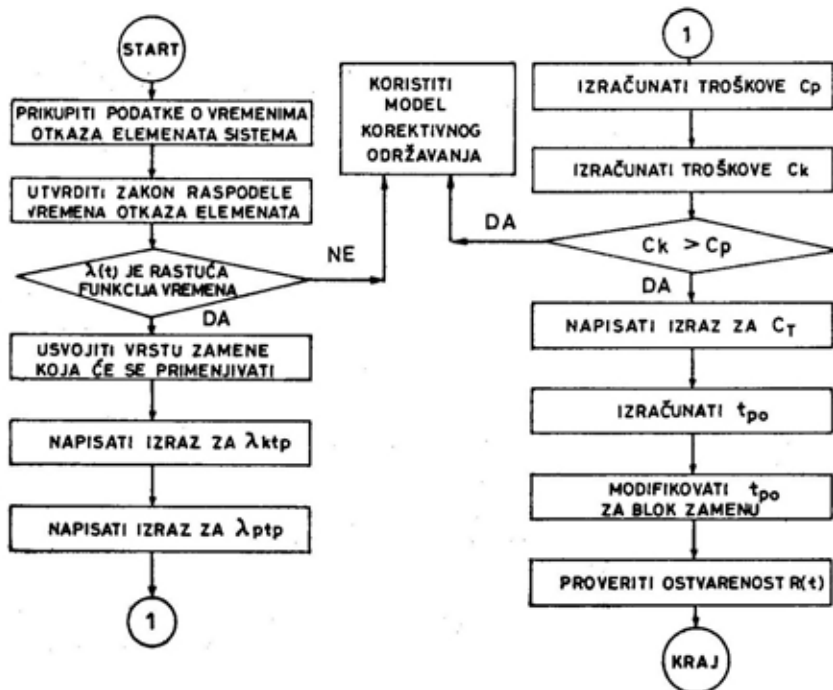 START
PRIKUPITI PODATKE O VREMENIMA
OTKAZA ELEMENATA SISTEMA
UTVRDITI ZAKON RASPODELE
VREMENA OTKAZA ELEMENATA
λ(t) JE RASTUĆA
FUNKCIJA VREMENA
NE
DA
USVOJITI VRSTU ZAMENE
KOJA ĆE SE PRIMENJIVATI
NAPISATI IZRAZ ZA λktp
NAPISATI IZRAZ ZA λptp
1
KORISTITI
MODEL
KOREKTIVNOG
ODRŽAVANJA
1
IZRAČUNATI TROŠKOVE Cp
IZRAČUNATI TROŠKOVE Ck
DA
Ck > Cp
DA
NAPISATI IZRAZ ZA CT
IZRAČUNATI tpo
MODIFIKOVATI tpo
ZA BLOK ZAMENU
PROVERITI OSTVARENOST R(t)
KRAJ